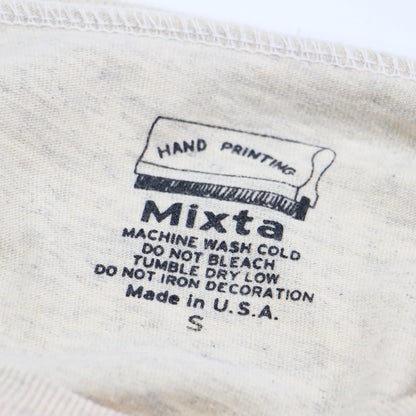 HAND PRINTING
Mixta
MACHINE WASH COLD
DO NOT BLEACH
TUMBLE DRY LOW
DO NOT IRON DECORATION
Made in U.S.A.
S